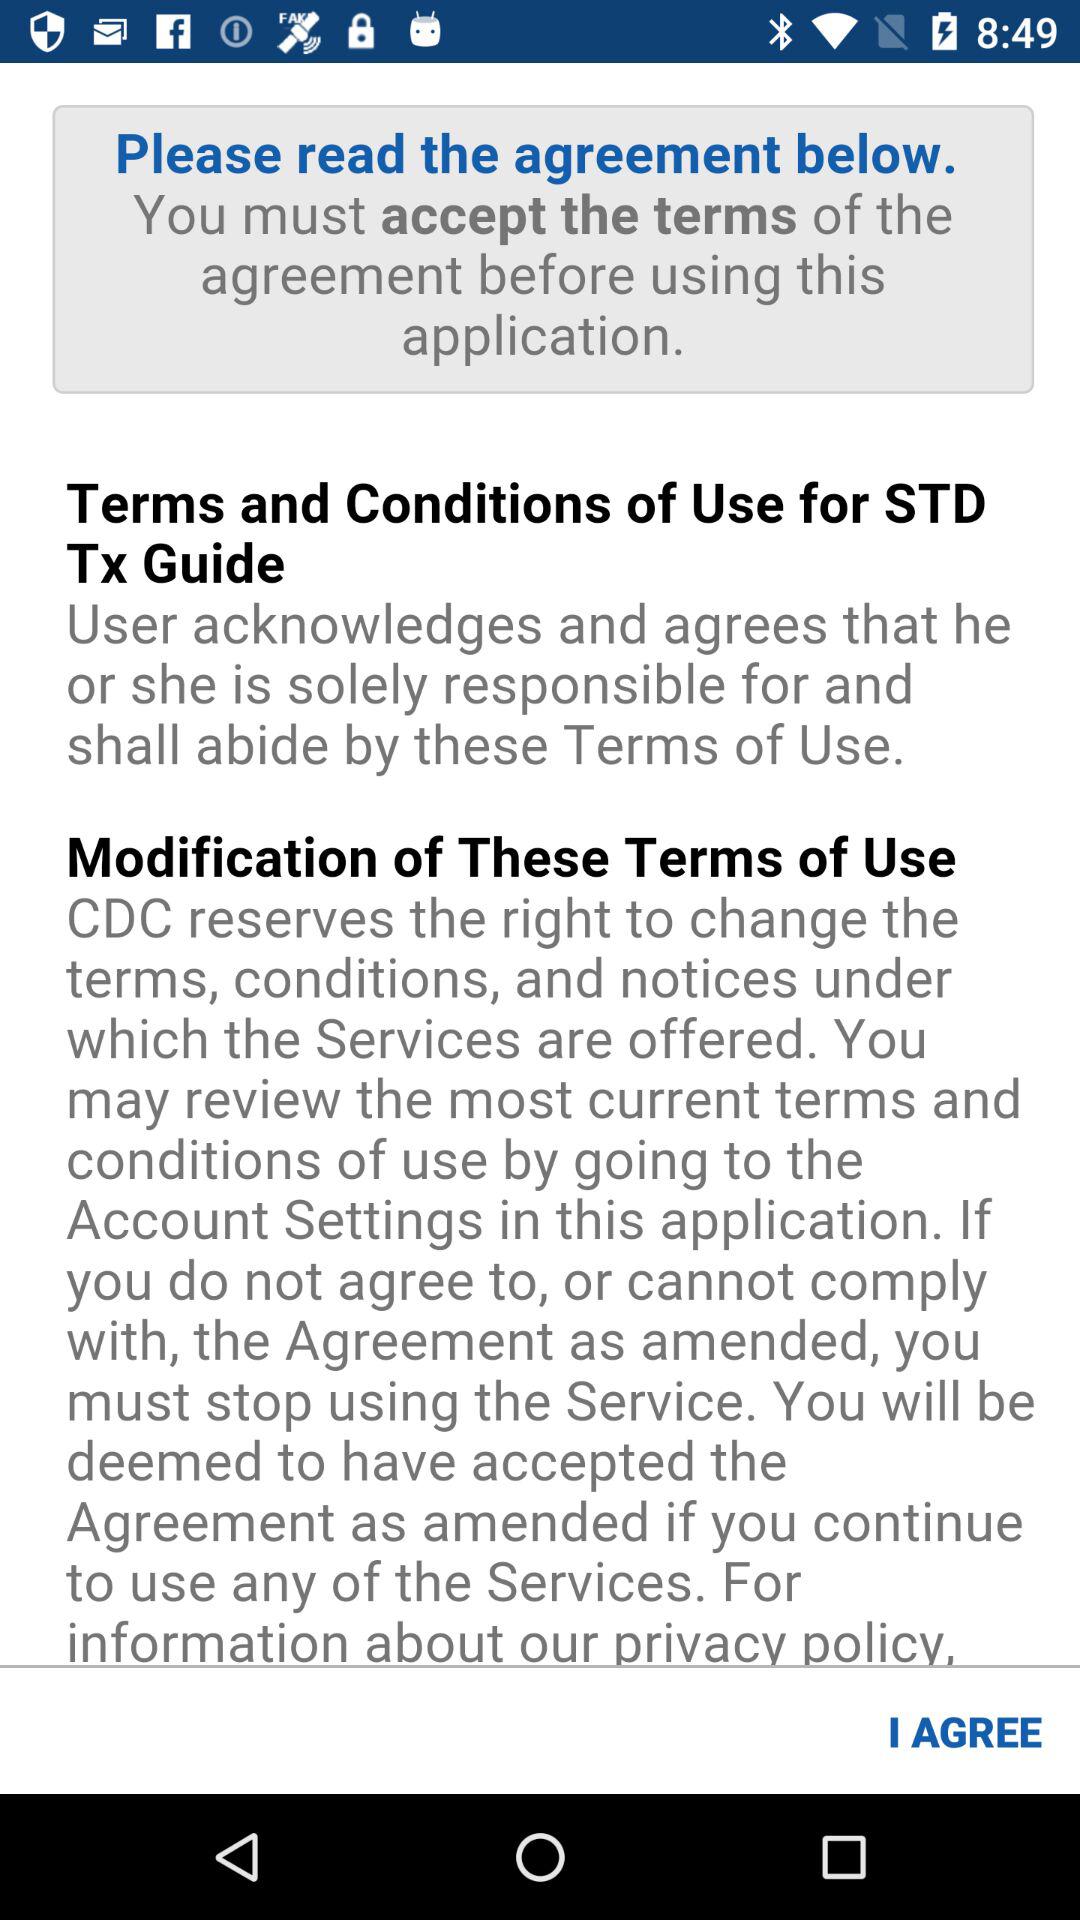 FAKE
8:49
Please read the agreement below.
You must accept the terms of the
agreement before using this
application.
Terms and Conditions of Use for STD
Tx Guide
User acknowledges and agrees that he
or she is solely responsible for and
shall abide by these Terms of Use.
Modification of These Terms of Use
CDC reserves the right to change the
terms, conditions, and notices under
which the Services are offered. You
may review the most current terms and
conditions of use by going to the
Account Settings in this application. If
you do not agree to, or cannot comply
with, the Agreement as amended, you
must stop using the Service. You will be
deemed to have accepted the
Agreement as amended if you continue
to use any of the Services. For
information about our privacy policy,
I AGREE